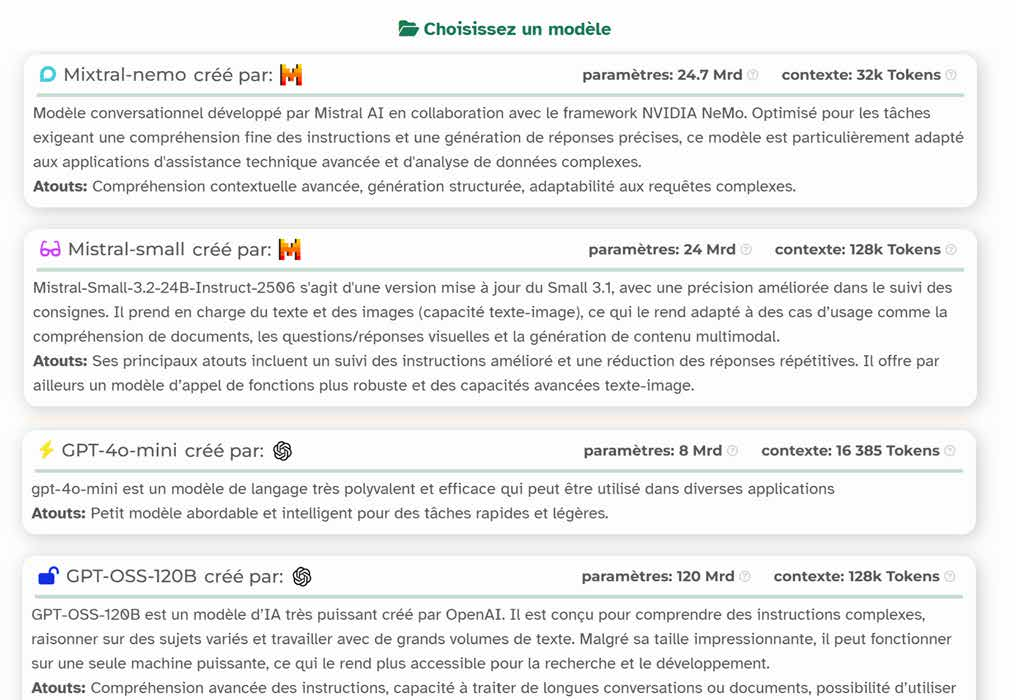 Choisissez un modèle
Mixtral-nemo créé par:
paramètres: 24.7 Mrd
contexte: 32k Tokens
Modèle conversationnel développé par Mistral AI en collaboration avec le framework NVIDIA NeMo. Optimisé pour les tâches
exigeant une compréhension fine des instructions et une génération de réponses précises, ce modèle est particulièrement adapté
aux applications d'assistance technique avancée et d'analyse de données complexes.
Atouts: Compréhension contextuelle avancée, génération structurée, adaptabilité aux requêtes complexes.
Mistral-small créé par:
paramètres: 24 Mrd
contexte: 128k Tokens
Mistral-Small-3.2-24B-Instruct-2506 s'agit d'une version mise à jour du Small 3.1, avec une précision améliorée dans le suivi des
consignes. Il prend en charge du texte et des images (capacité texte-image), ce qui le rend adapté à des cas d’usage comme la
compréhension de documents, les questions/réponses visuelles et la génération de contenu multimodal.
Atouts: Ses principaux atouts incluent un suivi des instructions amélioré et une réduction des réponses répétitives. Il offre par
ailleurs un modèle d’appel de fonctions plus robuste et des capacités avancées texte-image.
GPT-4o-mini créé par:
paramètres: 8 Mrd
contexte: 16 385 Tokens
gpt-4o-mini est un modèle de langage très polyvalent et efficace qui peut être utilisé dans diverses applications
Atouts: Petit modèle abordable et intelligent pour des tâches rapides et légères.
GPT-OSS-120B créé par:
paramètres: 120 Mrd
contexte: 128k Tokens
GPT-OSS-120B est un modèle d’IA très puissant créé par OpenAI. Il est conçu pour comprendre des instructions complexes,
raisonner sur des sujets variés et travailler avec de grands volumes de texte. Malgré sa taille impressionnante, il peut fonctionner
sur une seule machine puissante, ce qui le rend plus accessible pour la recherche et le développement.
Atouts: Compréhension avancée des instructions, capacité à traiter de longues conversations ou documents, possibilité d’utiliser